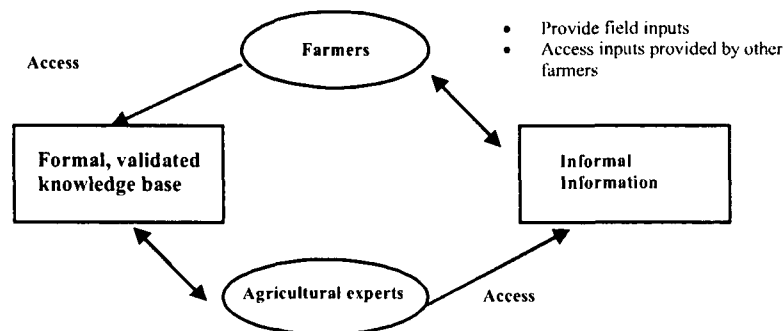 Farmers
• Provide field inputs
• Access inputs provided by other
farmers
Access
Formal, validated
knowledge base
Informal
Information
Agricultural experts
Access